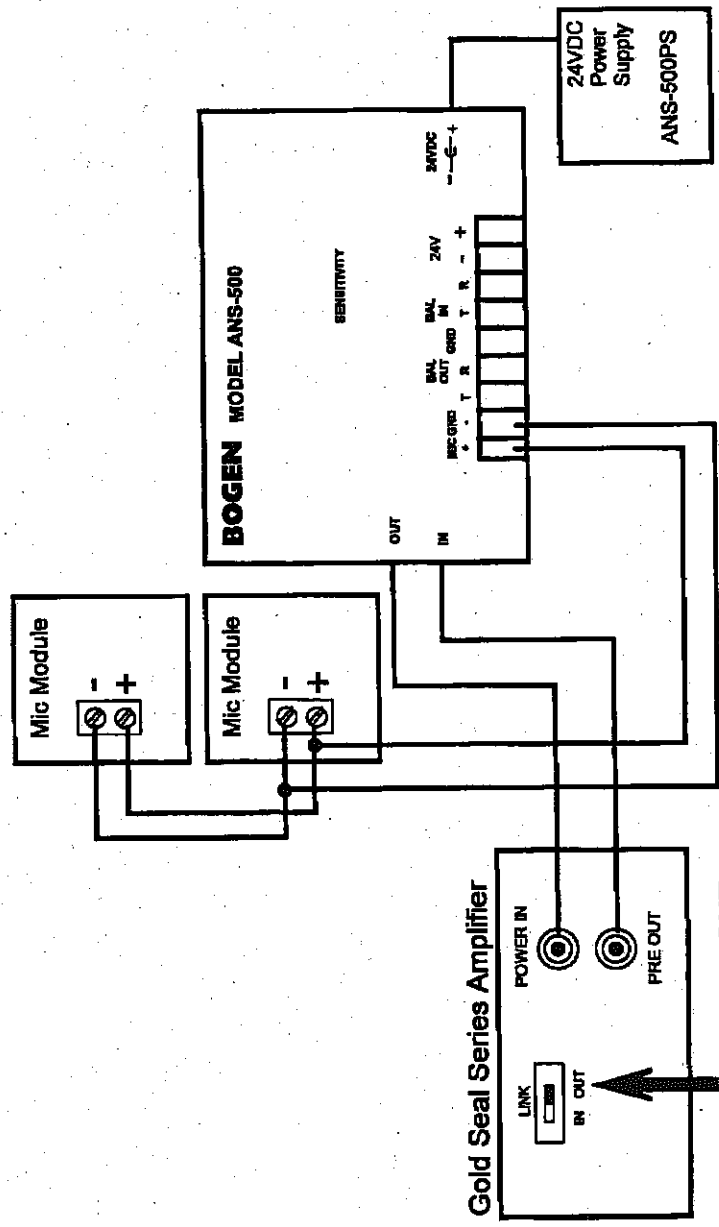 Mic Module
-
+
Mic Module
-
+
BOGEN MODEL ANS-500
SENSITIVITY
OUT
IN
MIC GND
+ -
BAL OUT
T R
GND
BAL IN
T R
24V
- +
24VDC
- +
24VDC
Power
Supply
ANS-500PS
Gold Seal Series Amplifier
LINK
IN OUT
POWER IN
PRE OUT